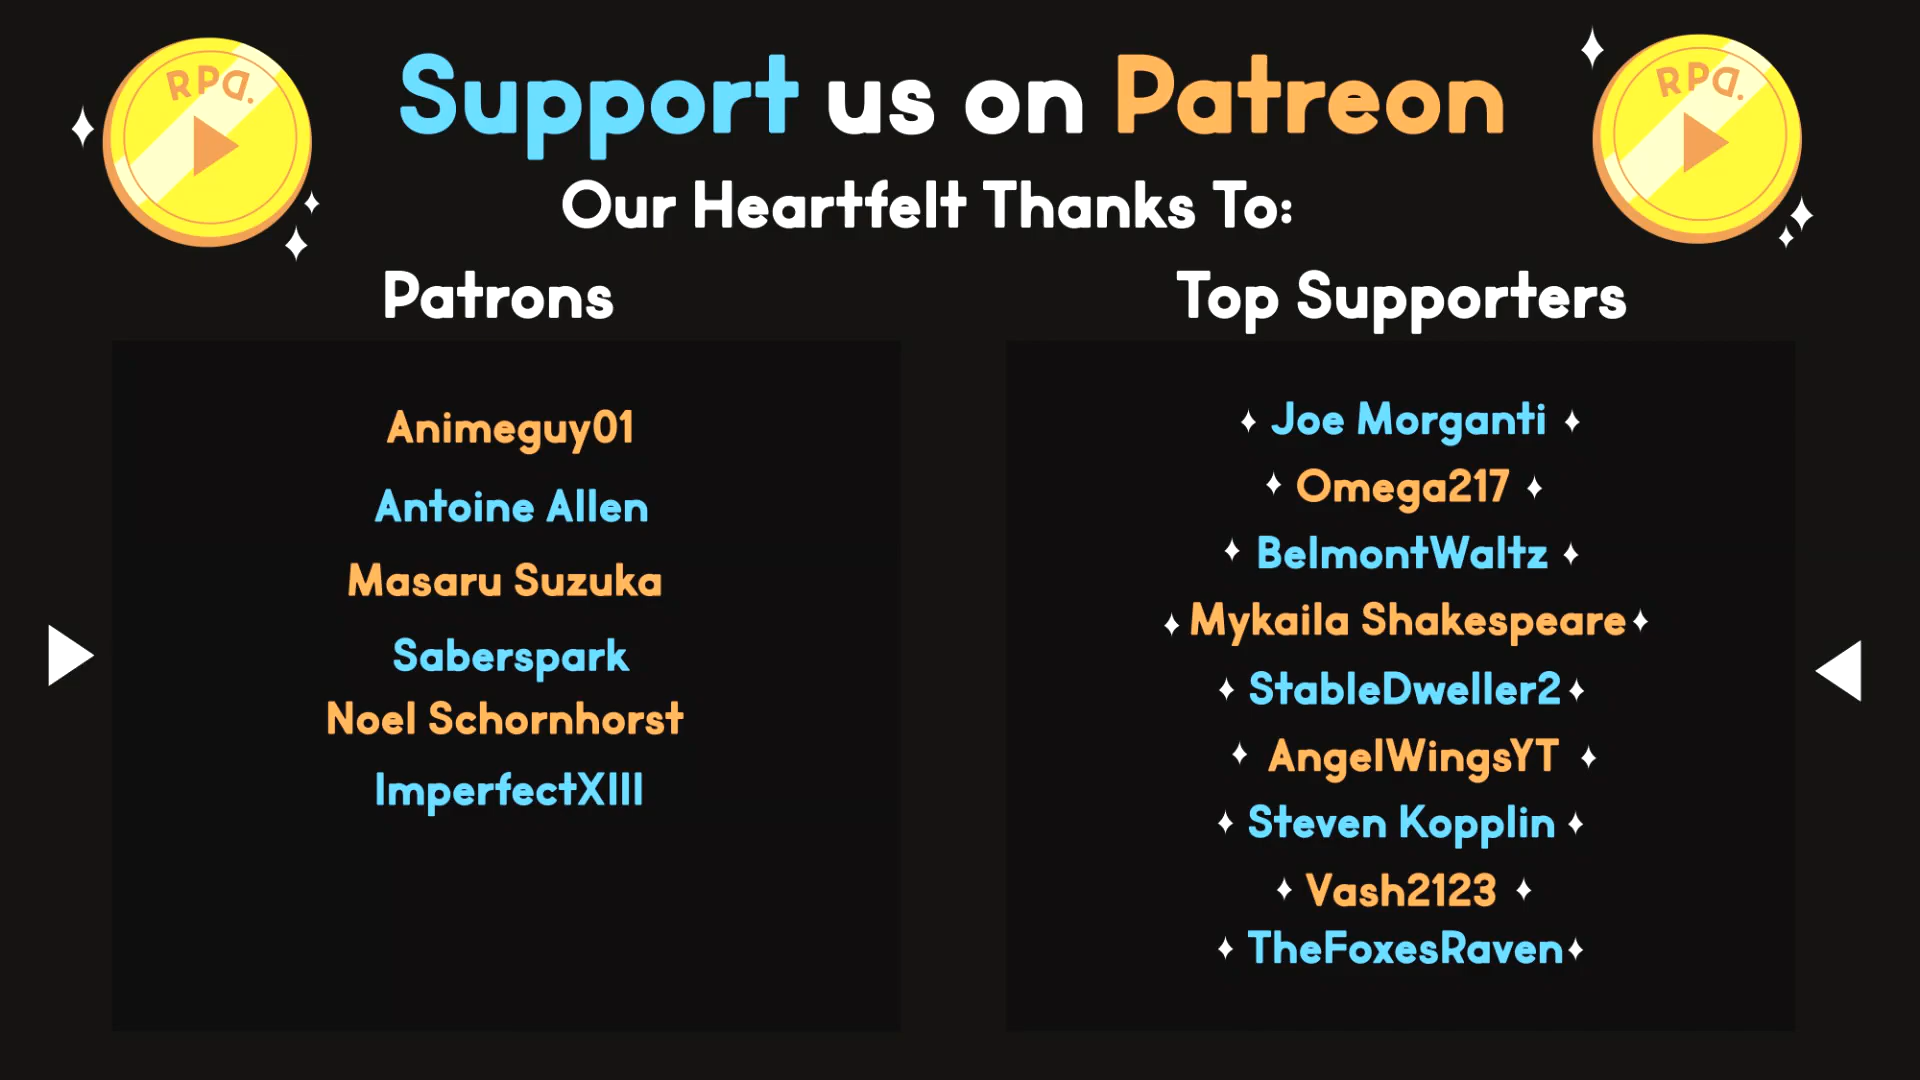 RPG.
RPG.
Support us on Patreon
Our Heartfelt Thanks To:
Patrons
Animeguy01
Antoine Allen
Masaru Suzuka
Saberspark
Noel Schornhorst
ImperfectXIII
Top Supporters
Joe Morganti
Omega217
BelmontWaltz
Mykaila Shakespeare
StableDweller2
AngelWingsYT
Steven Kopplin
Vash2123
TheFoxesRaven